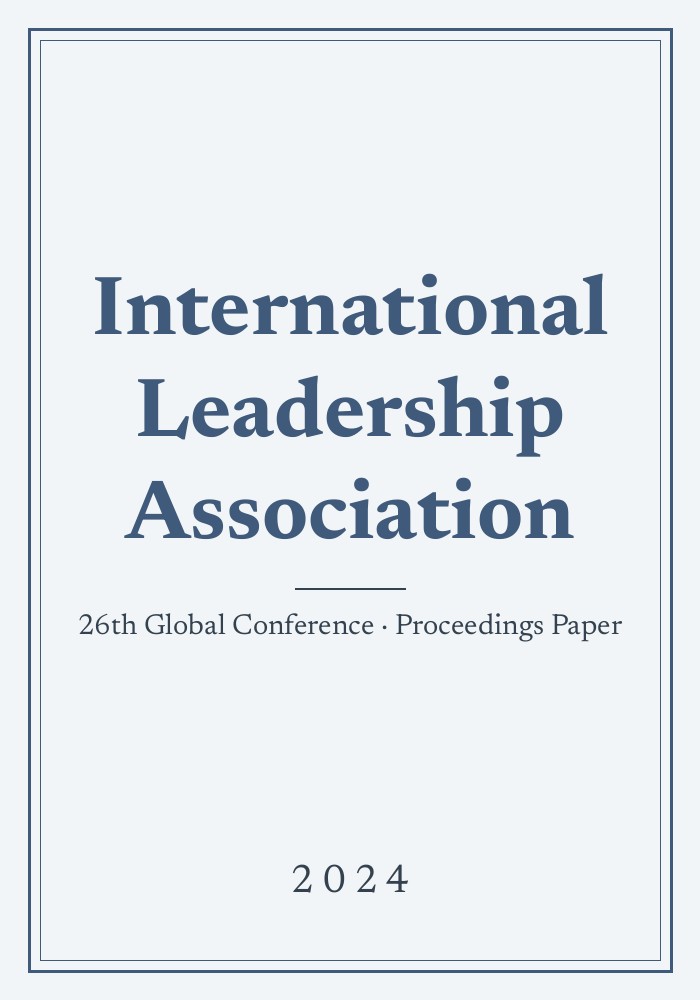 International
Leadership
Association
26th Global Conference · Proceedings Paper
2024